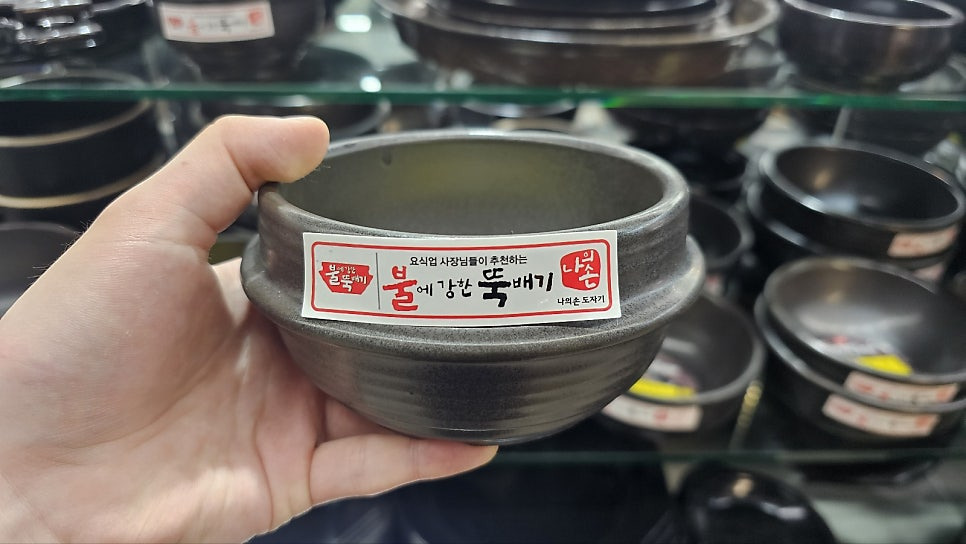 불에강한
불뚝배기
요식업 사장님들이 추천하는
불에 강한 뚝배기
나의손
나의손 도자기